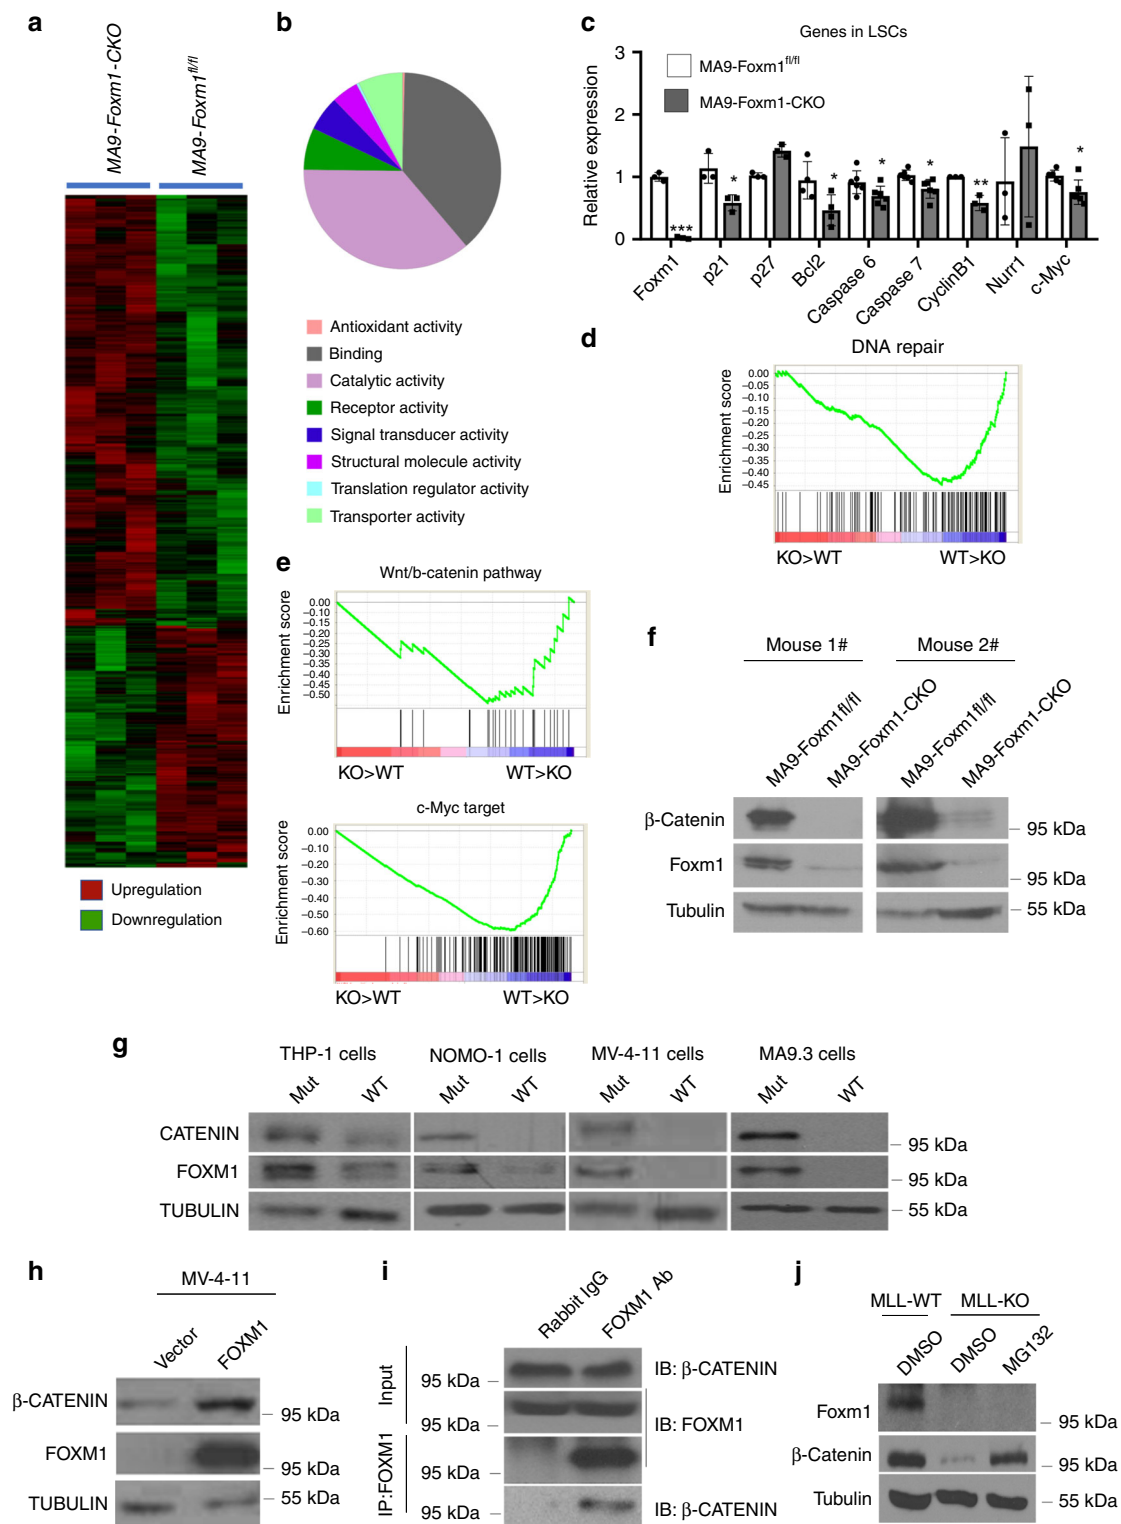 a
MA9-Foxm1-CKO
MA9-Foxm1fl/fl
Upregulation
Downregulation
b
Antioxidant activity
Binding
Catalytic activity
Receptor activity
Signal transducer activity
Structural molecule activity
Translation regulator activity
Transporter activity
c
Genes in LSCs
MA9-Foxm1fl/fl
MA9-Foxm1-CKO
Relative expression
3
2
1
0
***
*
*
*
*
**
*
Foxm1
p21
p27
Bcl2
Caspase 6
Caspase 7
CyclinB1
Nurr1
c-Myc
d
DNA repair
Enrichment score
0.00
−0.05
−0.10
−0.15
−0.20
−0.25
−0.30
−0.35
−0.40
−0.45
KO>WT
WT>KO
e
Wnt/b-catenin pathway
Enrichment score
0.00
−0.10
−0.15
−0.20
−0.25
−0.30
−0.35
−0.40
−0.45
−0.50
KO>WT
WT>KO
c-Myc target
Enrichment score
0.00
−0.10
−0.20
−0.30
−0.40
−0.50
−0.60
KO>WT
WT>KO
f
Mouse 1#
Mouse 2#
MA9-Foxm1fl/fl
MA9-Foxm1-CKO
MA9-Foxm1fl/fl
MA9-Foxm1-CKO
β-Catenin
95 kDa
Foxm1
95 kDa
Tubulin
55 kDa
g
THP-1 cells
NOMO-1 cells
MV-4-11 cells
MA9.3 cells
Mut
WT
Mut
WT
Mut
WT
Mut
WT
CATENIN
95 kDa
FOXM1
95 kDa
TUBULIN
55 kDa
h
MV-4-11
Vector
FOXM1
β-CATENIN
95 kDa
FOXM1
95 kDa
TUBULIN
55 kDa
i
Rabbit IgG
FOXM1 Ab
Input
IP:FOXM1
95 kDa
IB: β-CATENIN
95 kDa
IB: FOXM1
95 kDa
95 kDa
IB: β-CATENIN
j
MLL-WT
MLL-KO
DMSO
DMSO
MG132
Foxm1
95 kDa
β-Catenin
95 kDa
Tubulin
55 kDa